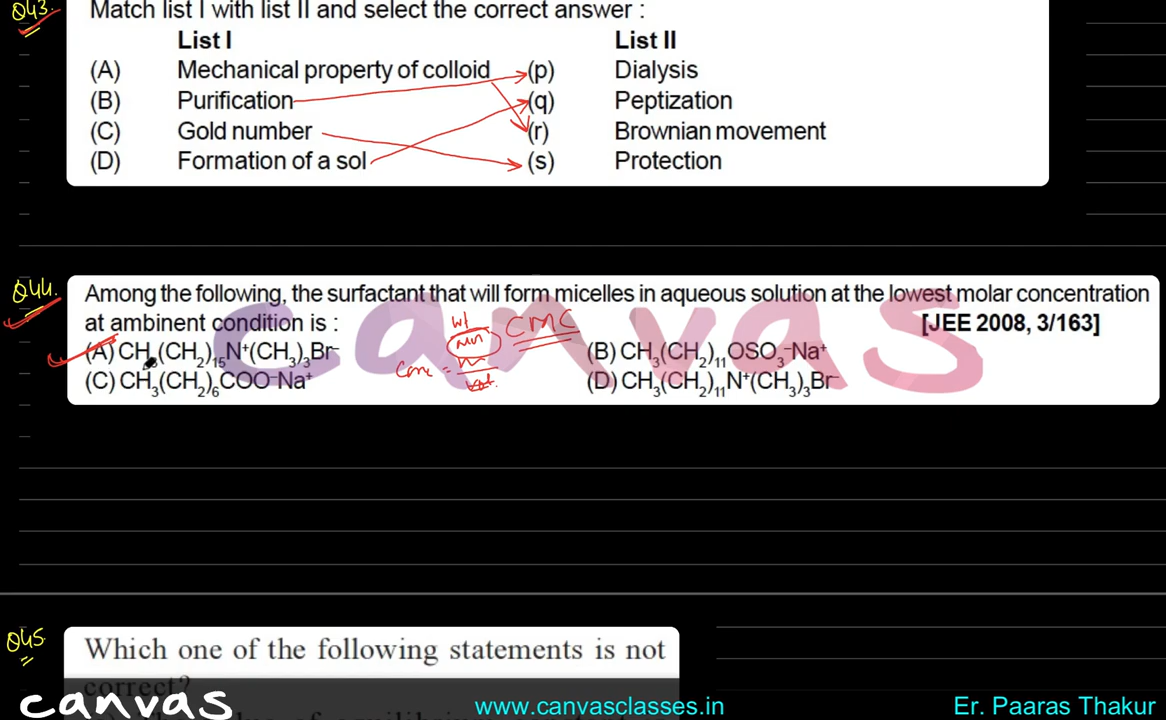 Q43.
Match list I with list II and select the correct answer :
List I List II
(A) Mechanical property of colloid (p) Dialysis
(B) Purification (q) Peptization
(C) Gold number (r) Brownian movement
(D) Formation of a sol (s) Protection
Q44.
Among the following, the surfactant that will form micelles in aqueous solution at the lowest molar concentration
at ambinent condition is : [JEE 2008, 3/163]
(A) CH₃(CH₂)₁₅N⁺(CH₃)₃Br⁻ (B) CH₃(CH₂)₁₁OSO₃⁻Na⁺
(C) CH₃(CH₂)₆COO⁻Na⁺ (D) CH₃(CH₂)₁₁N⁺(CH₃)₃Br⁻
CMC
cmc =
canvas
Q45
Which one of the following statements is not
correct?
canvas www.canvasclasses.in Er. Paaras Thakur